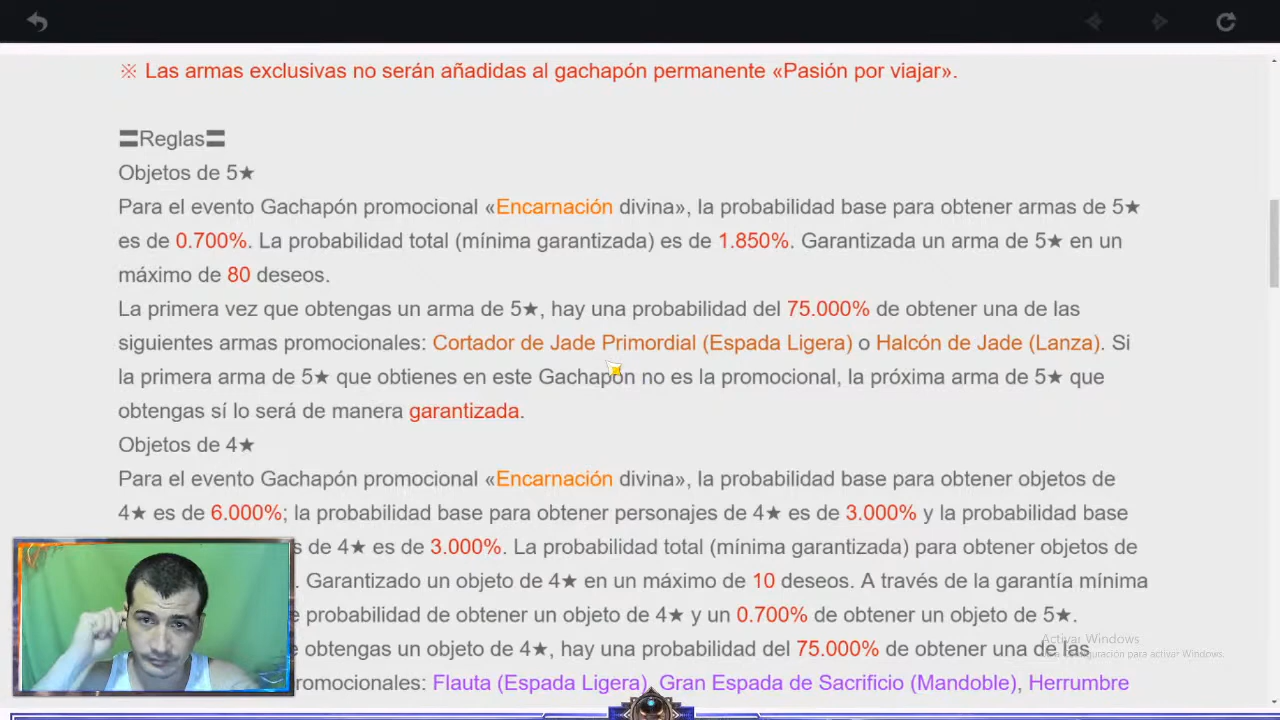 ※ Las armas exclusivas no serán añadidas al gachapón permanente «Pasión por viajar».
〓Reglas〓
Objetos de 5★
Para el evento Gachapón promocional «Encarnación divina», la probabilidad base para obtener armas de 5★
es de 0.700%. La probabilidad total (mínima garantizada) es de 1.850%. Garantizada un arma de 5★ en un
máximo de 80 deseos.
La primera vez que obtengas un arma de 5★, hay una probabilidad del 75.000% de obtener una de las
siguientes armas promocionales: Cortador de Jade Primordial (Espada Ligera) o Halcón de Jade (Lanza). Si
la primera arma de 5★ que obtienes en este Gachapón no es la promocional, la próxima arma de 5★ que
obtengas sí lo será de manera garantizada.
Objetos de 4★
Para el evento Gachapón promocional «Encarnación divina», la probabilidad base para obtener objetos de
4★ es de 6.000%; la probabilidad base para obtener personajes de 4★ es de 3.000% y la probabilidad base
s de 4★ es de 3.000%. La probabilidad total (mínima garantizada) para obtener objetos de
. Garantizado un objeto de 4★ en un máximo de 10 deseos. A través de la garantía mínima
e probabilidad de obtener un objeto de 4★ y un 0.700% de obtener un objeto de 5★.
e obtengas un objeto de 4★, hay una probabilidad del 75.000% de obtener una de las
romocionales: Flauta (Espada Ligera), Gran Espada de Sacrificio (Mandoble), Herrumbre
Activar Windows
configuración para activar Windows.